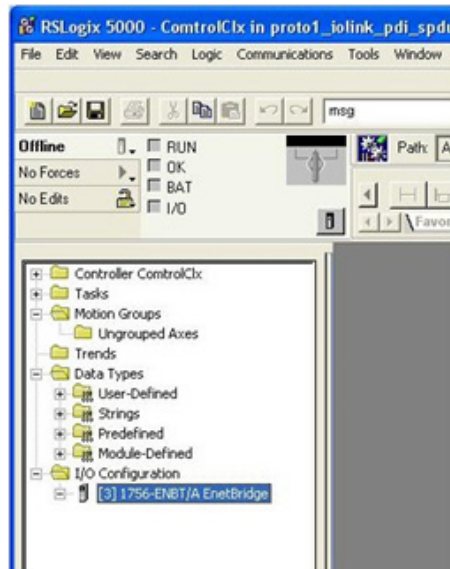 RSLogix 5000 - ComtrolClx in proto1_iolink_pdi_spd
File Edit View Search Logic Communications Tools Window
msg
Offline
RUN
Path:
No Forces
OK
No Edits
BAT
I/O
Favor
Controller ComtrolClx
Tasks
Motion Groups
Ungrouped Axes
Trends
Data Types
User-Defined
Strings
Predefined
Module-Defined
I/O Configuration
[3] 1756-ENBT/A EnetBridge